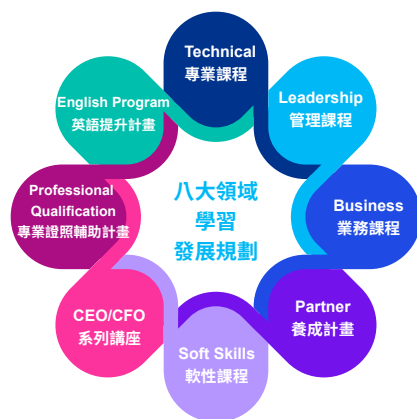 Technical
專業課程
Leadership
管理課程
Business
業務課程
Partner
養成計畫
Soft Skills
軟性課程
CEO/CFO
系列講座
Professional
Qualification
專業證照輔助計畫
English Program
英語提升計畫
八大領域
學習
發展規劃